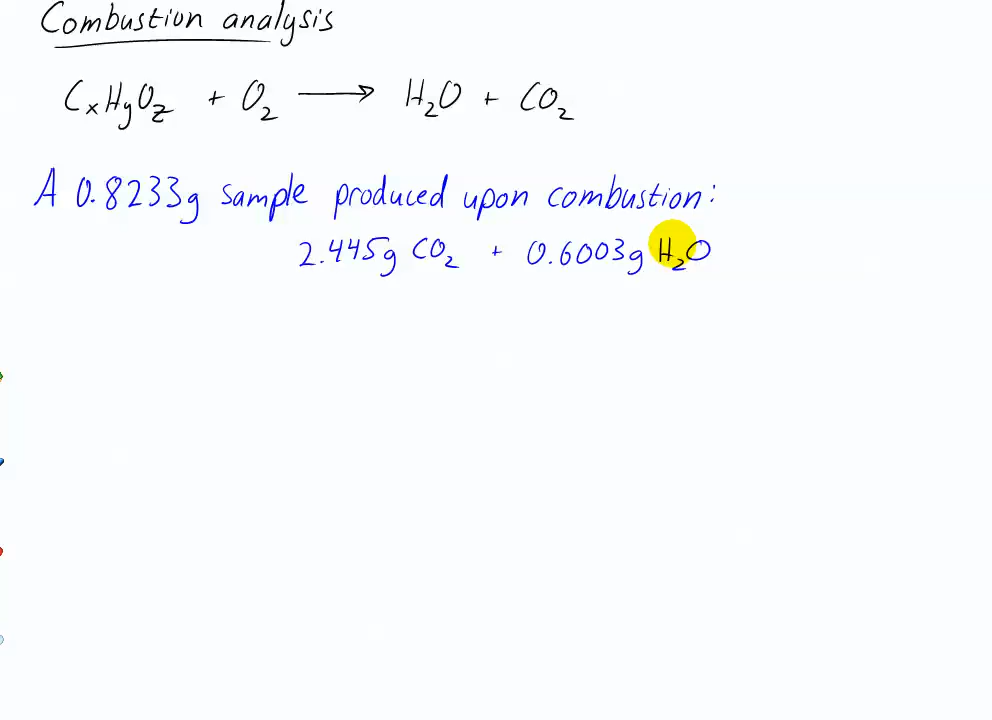 Combustion analysis
CxHyOz + O2 ⟶ H2O + CO2
A 0.8233g sample produced upon combustion:
2.445g CO2 + 0.6003g H2O